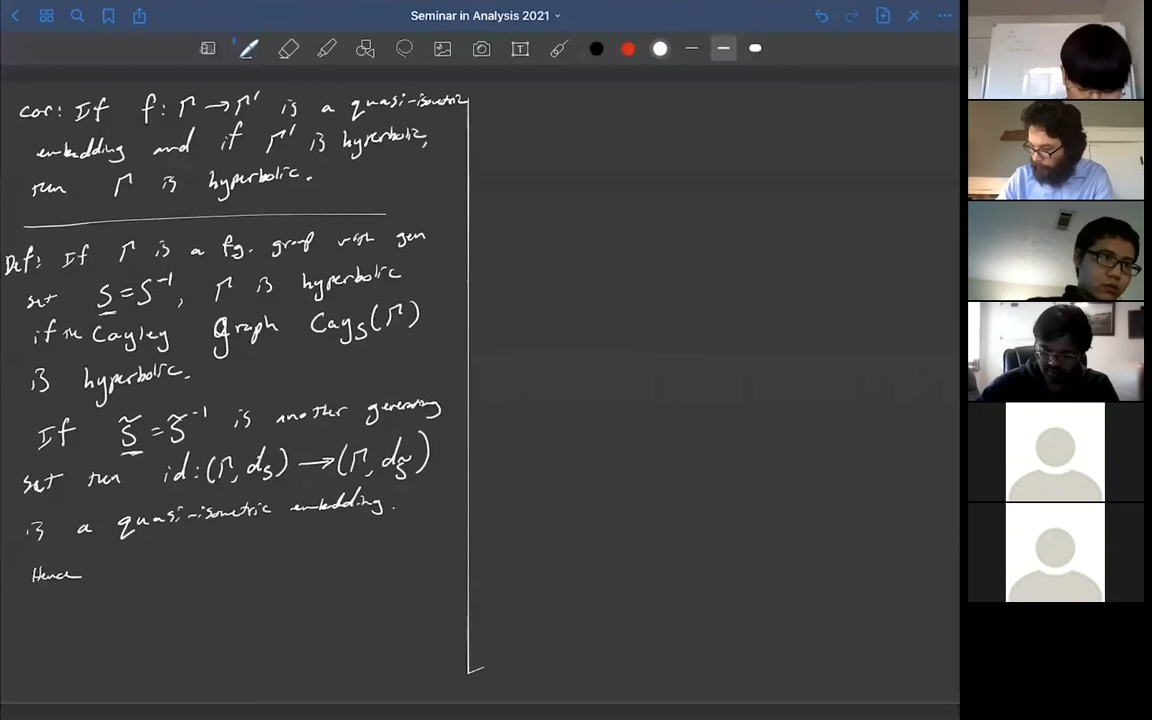 Seminar in Analysis 2021
cor: If f: Γ → Γ' is a quasi-isometric
embedding and if Γ' is hyperbolic,
then Γ is hyperbolic.
Def: If Γ is a fg. group with gen
set S = S⁻¹, Γ is hyperbolic
if the Cayley graph Cay_S(Γ)
is hyperbolic.
If S̃ = S̃⁻¹ is another generating
set then id: (Γ, d_S) → (Γ, d_S̃)
is a quasi-isometric embedding.
Hence